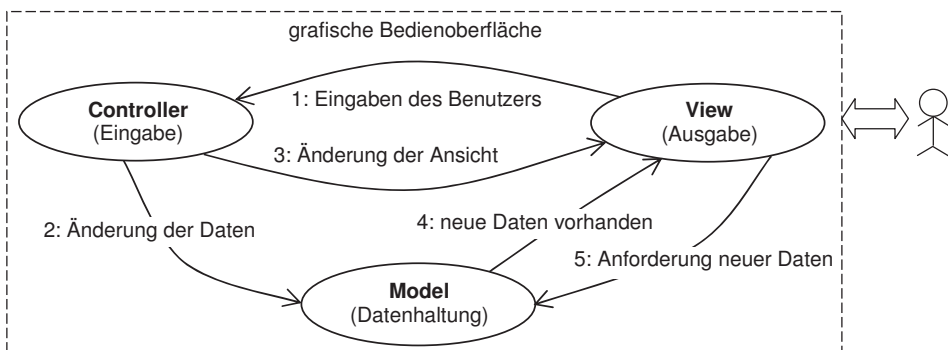 grafische Bedienoberfläche
1: Eingaben des Benutzers
Controller
(Eingabe)
View
(Ausgabe)
3: Änderung der Ansicht
4: neue Daten vorhanden
2: Änderung der Daten
5: Anforderung neuer Daten
Model
(Datenhaltung)